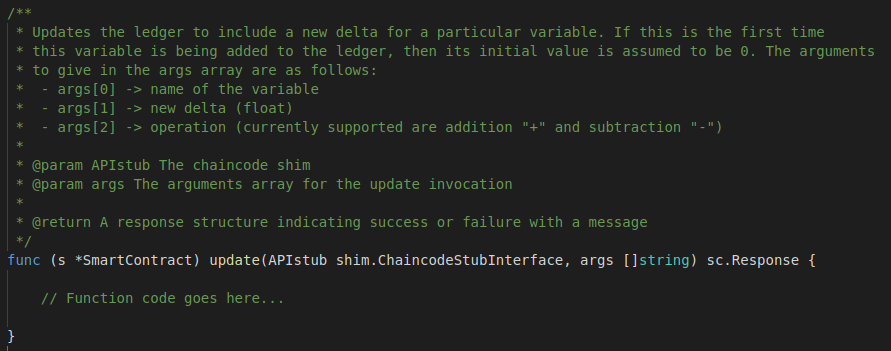 /**
 * Updates the ledger to include a new delta for a particular variable. If this is the first time
 * this variable is being added to the ledger, then its initial value is assumed to be 0. The arguments
 * to give in the args array are as follows:
 *  - args[0] -> name of the variable
 *  - args[1] -> new delta (float)
 *  - args[2] -> operation (currently supported are addition "+" and subtraction "-")
 *
 * @param APIstub The chaincode shim
 * @param args The arguments array for the update invocation
 *
 * @return A response structure indicating success or failure with a message
 */
func (s *SmartContract) update(APIstub shim.ChaincodeStubInterface, args []string) sc.Response {
    // Function code goes here...
}